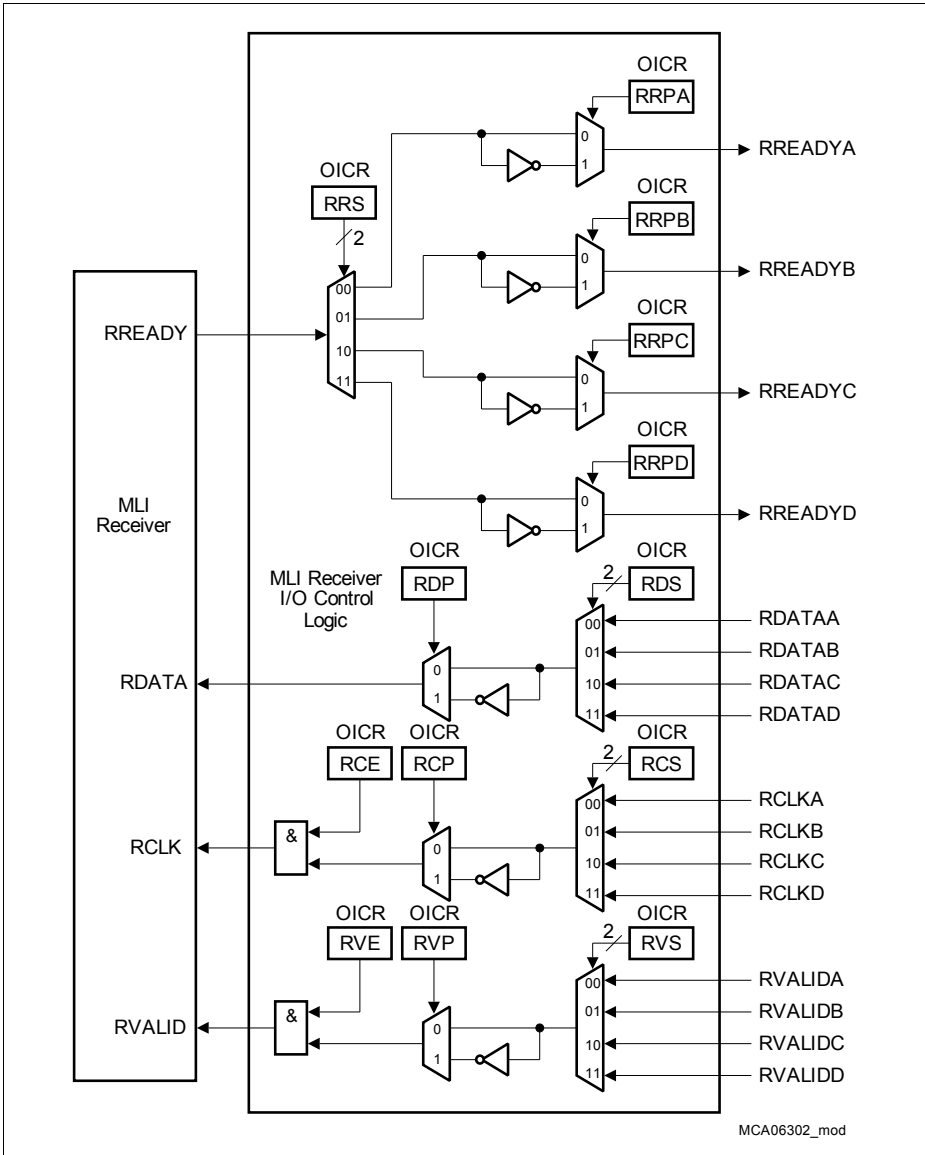 OICR
RRPA
0
1
RREADYA
OICR
RRS
2
OICR
RRPB
0
1
RREADYB
00
01
10
11
RREADY
OICR
RRPC
0
1
RREADYC
OICR
RRPD
0
1
RREADYD
MLI
Receiver
MLI Receiver
I/O Control
Logic
OICR
RDP
0
1
OICR
2
RDS
00
01
10
11
RDATAA
RDATAB
RDATAC
RDATAD
RDATA
OICR
RCE
OICR
RCP
&
0
1
OICR
2
RCS
00
01
10
11
RCLKA
RCLKB
RCLKC
RCLKD
RCLK
OICR
RVE
OICR
RVP
&
0
1
OICR
2
RVS
00
01
10
11
RVALIDA
RVALIDB
RVALIDC
RVALIDD
RVALID
MCA06302_mod